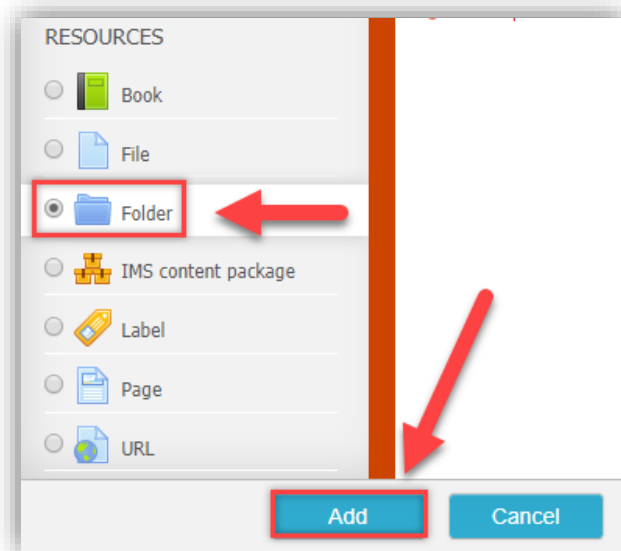 RESOURCES
Book
File
Folder
IMS content package
Label
Page
URL
Add Cancel